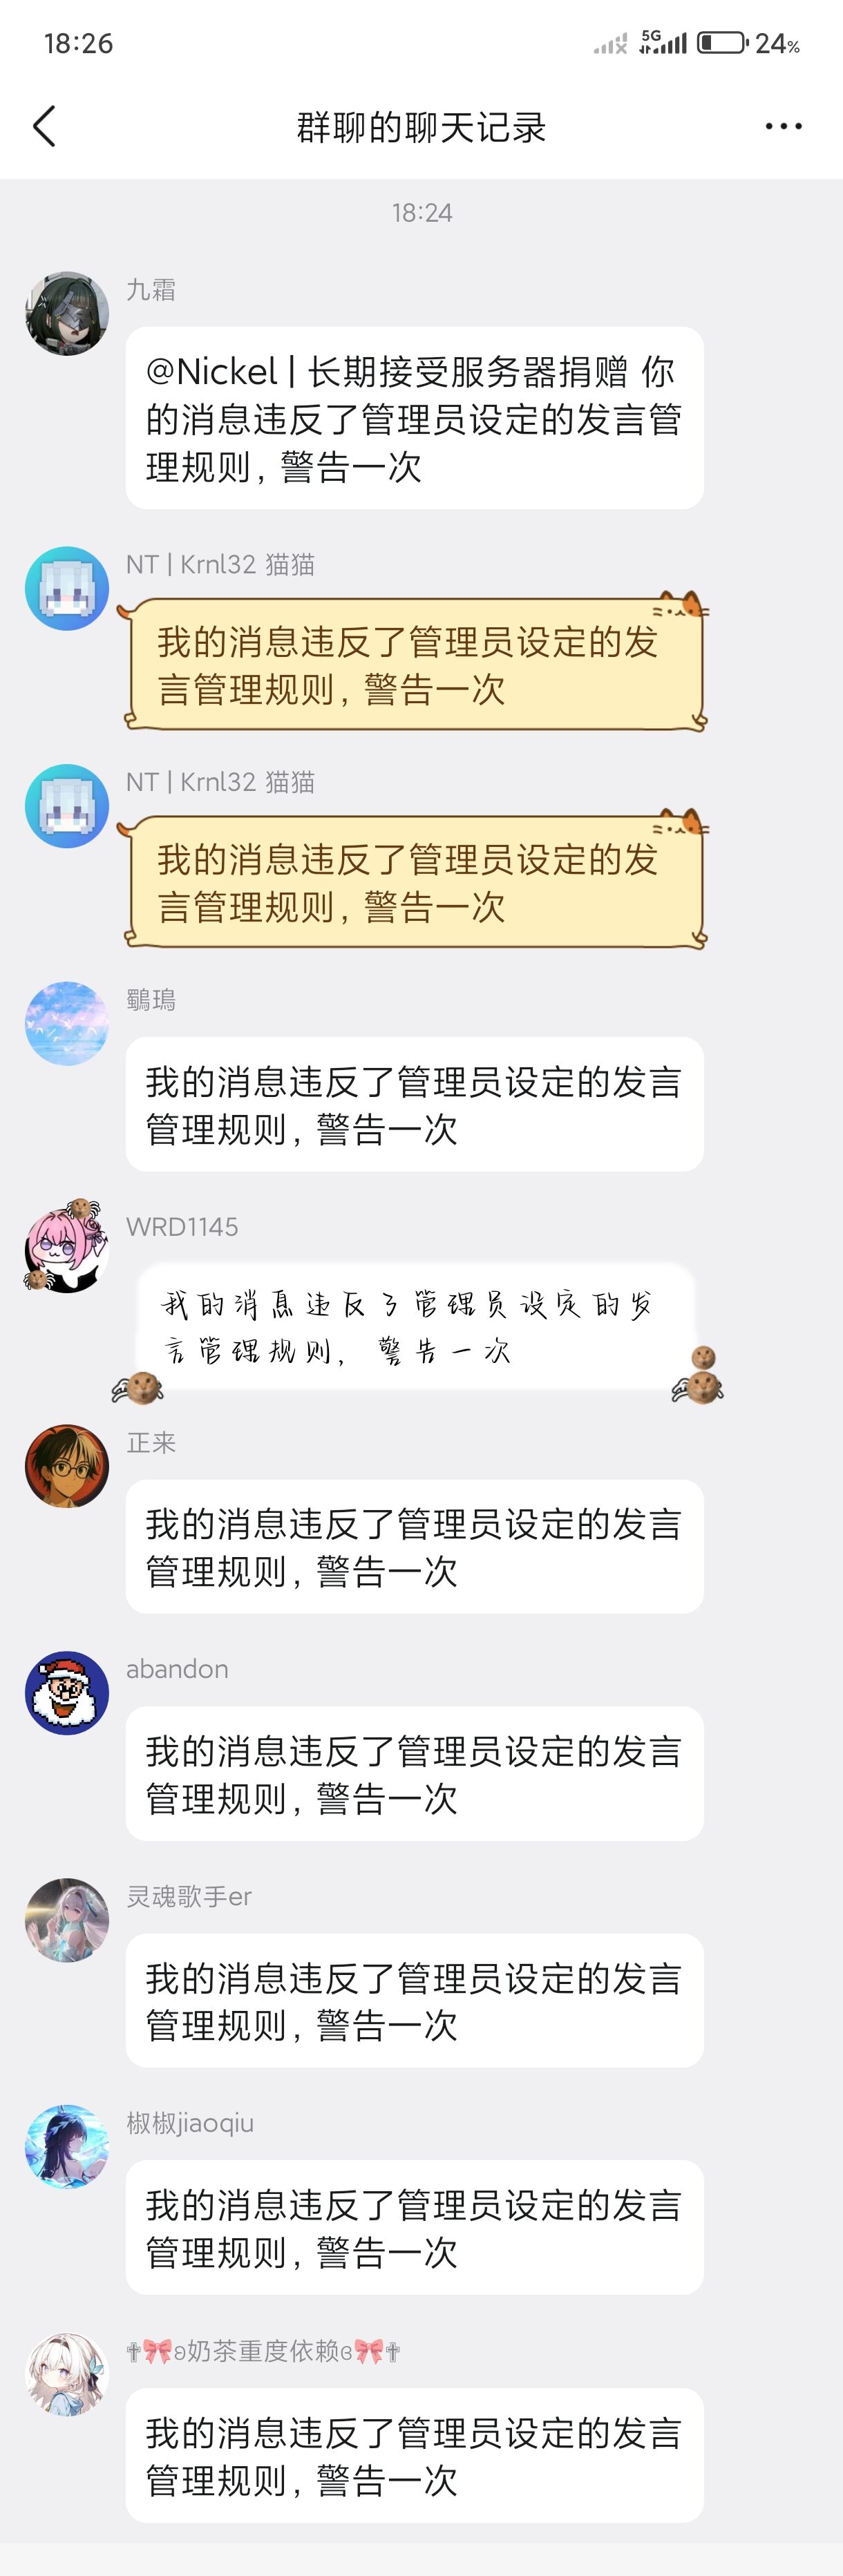 18:26
5G
24%
群聊的聊天记录
18:24
九霜
@Nickel | 长期接受服务器捐赠 你
的消息违反了管理员设定的发言管
理规则，警告一次
NT | Krnl32 猫猫
我的消息违反了管理员设定的发
言管理规则，警告一次
NT | Krnl32 猫猫
我的消息违反了管理员设定的发
言管理规则，警告一次
我的消息违反了管理员设定的发言
管理规则，警告一次
WRD1145
我的消息违反了管理员设定的发
言管理规则，警告一次
正来
我的消息违反了管理员设定的发言
管理规则，警告一次
abandon
我的消息违反了管理员设定的发言
管理规则，警告一次
灵魂歌手er
我的消息违反了管理员设定的发言
管理规则，警告一次
椒椒jiaoqiu
我的消息违反了管理员设定的发言
管理规则，警告一次
✟🎀ʚ奶茶重度依赖ɞ🎀✟
我的消息违反了管理员设定的发言
管理规则，警告一次